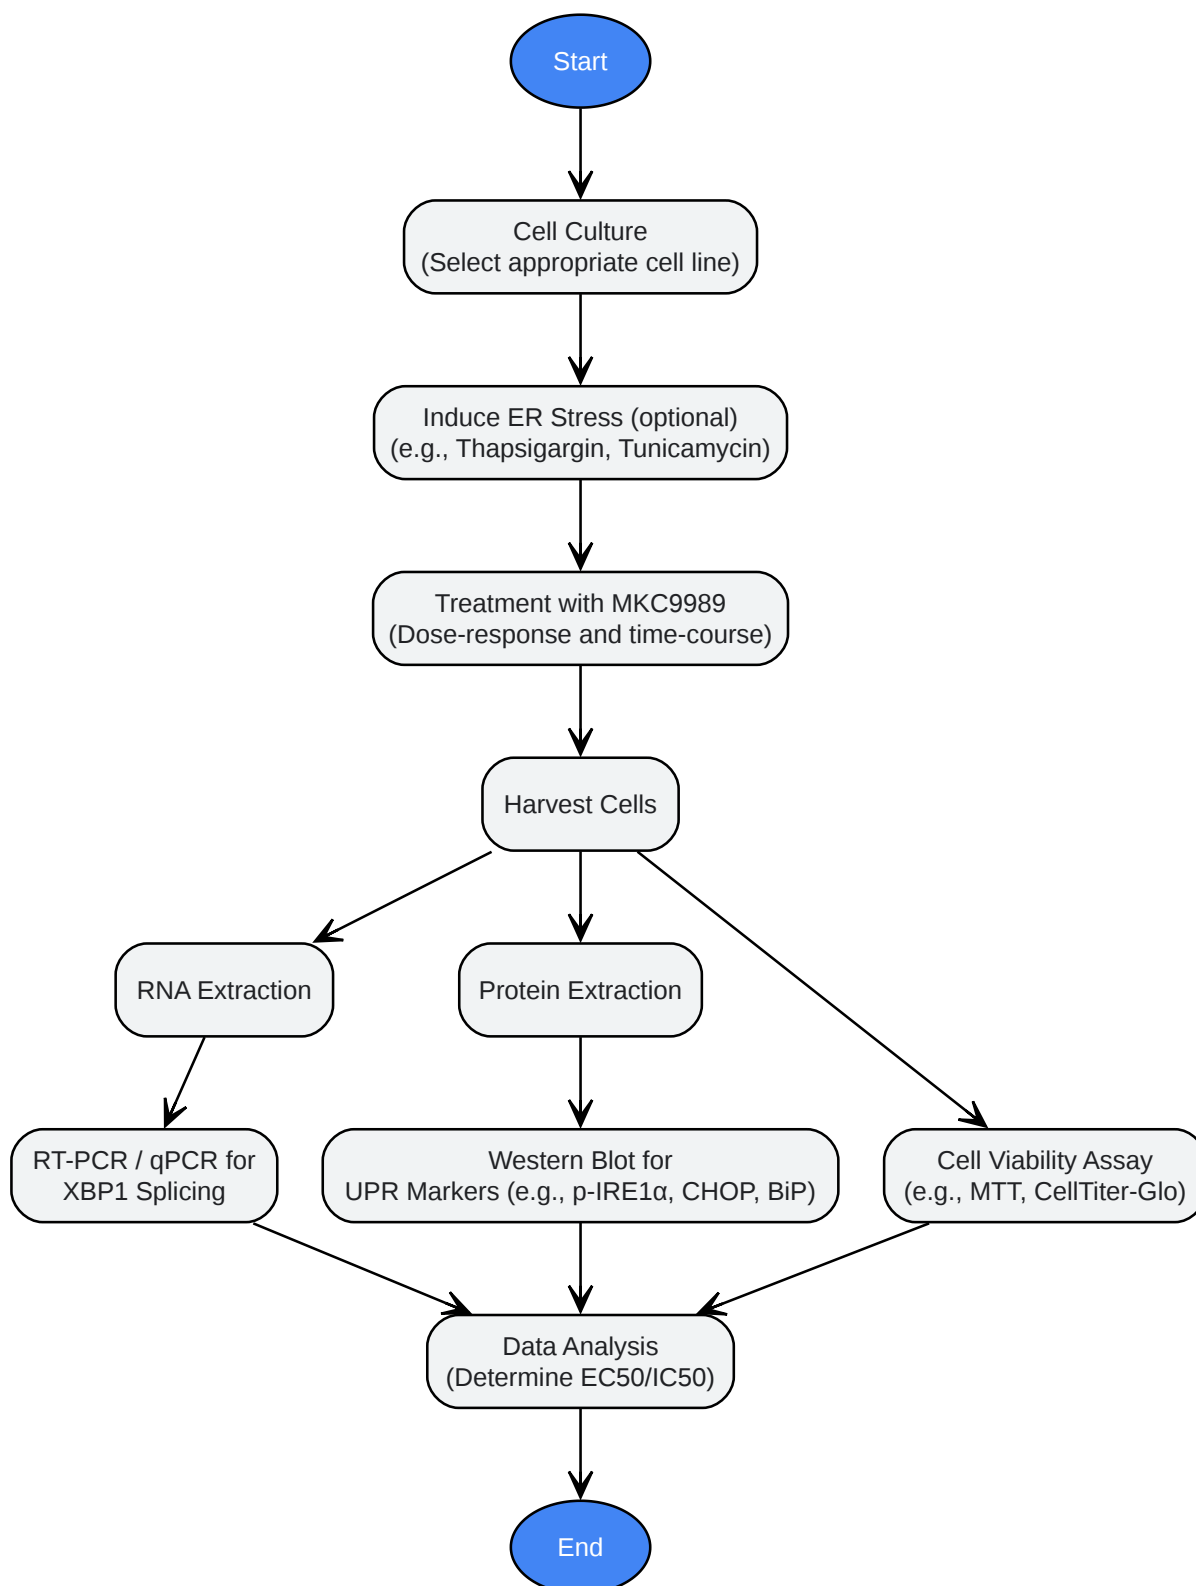 Start
Cell Culture
(Select appropriate cell line)
Induce ER Stress (optional)
(e.g., Thapsigargin, Tunicamycin)
Treatment with MKC9989
(Dose-response and time-course)
Harvest Cells
RNA Extraction
Protein Extraction
RT-PCR / qPCR for
XBP1 Splicing
Western Blot for
UPR Markers (e.g., p-IRE1α, CHOP, BiP)
Cell Viability Assay
(e.g., MTT, CellTiter-Glo)
Data Analysis
(Determine EC50/IC50)
End